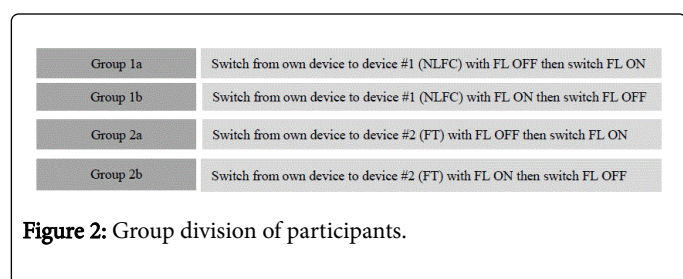 Group 1a Switch from own device to device #1 (NLFC) with FL OFF then switch FL ON
Group 1b Switch from own device to device #1 (NLFC) with FL ON then switch FL OFF
Group 2a Switch from own device to device #2 (FT) with FL OFF then switch FL ON
Group 2b Switch from own device to device #2 (FT) with FL ON then switch FL OFF
Figure 2: Group division of participants.